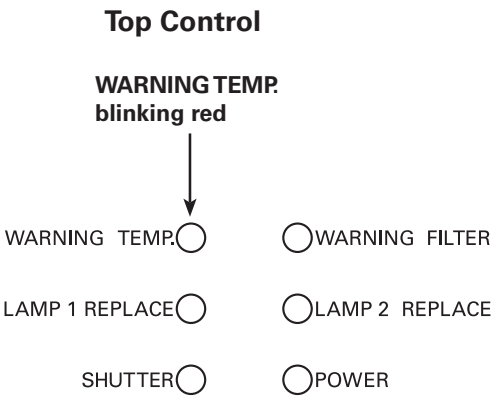 Top Control
WARNING TEMP.
blinking red
WARNING TEMP. WARNING FILTER
LAMP 1 REPLACE LAMP 2 REPLACE
SHUTTER POWER